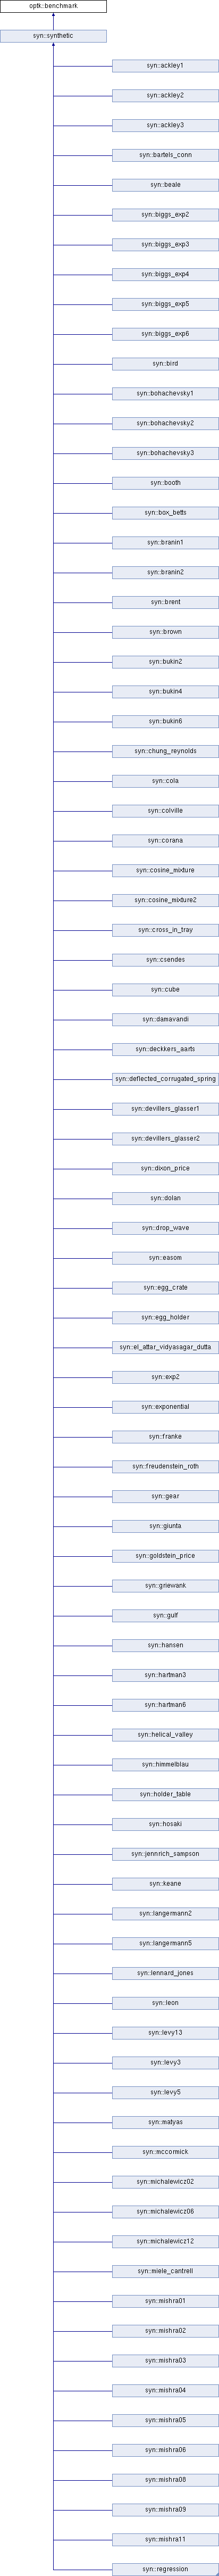 optk::benchmark
syn::synthetic
syn::ackley1
syn::ackley2
syn::ackley3
syn::bartels_conn
syn::beale
syn::biggs_exp2
syn::biggs_exp3
syn::biggs_exp4
syn::biggs_exp5
syn::biggs_exp6
syn::bird
syn::bohachevsky1
syn::bohachevsky2
syn::bohachevsky3
syn::booth
syn::box_betts
syn::branin1
syn::branin2
syn::brent
syn::brown
syn::bukin2
syn::bukin4
syn::bukin6
syn::chung_reynolds
syn::cola
syn::colville
syn::corana
syn::cosine_mixture
syn::cosine_mixture2
syn::cross_in_tray
syn::csendes
syn::cube
syn::damavandi
syn::deckkers_aarts
syn::deflected_corrugated_spring
syn::devillers_glasser1
syn::devillers_glasser2
syn::dixon_price
syn::dolan
syn::drop_wave
syn::easom
syn::egg_crate
syn::egg_holder
syn::el_attar_vidyasagar_dutta
syn::exp2
syn::exponential
syn::franke
syn::freudenstein_roth
syn::gear
syn::giunta
syn::goldstein_price
syn::griewank
syn::gulf
syn::hansen
syn::hartman3
syn::hartman6
syn::helical_valley
syn::himmelblau
syn::holder_table
syn::hosaki
syn::jennrich_sampson
syn::keane
syn::langermann2
syn::langermann5
syn::lennard_jones
syn::leon
syn::levy13
syn::levy3
syn::levy5
syn::matyas
syn::mccormick
syn::michalewicz02
syn::michalewicz06
syn::michalewicz12
syn::miele_cantrell
syn::mishra01
syn::mishra02
syn::mishra03
syn::mishra04
syn::mishra05
syn::mishra06
syn::mishra08
syn::mishra09
syn::mishra11
syn::regression